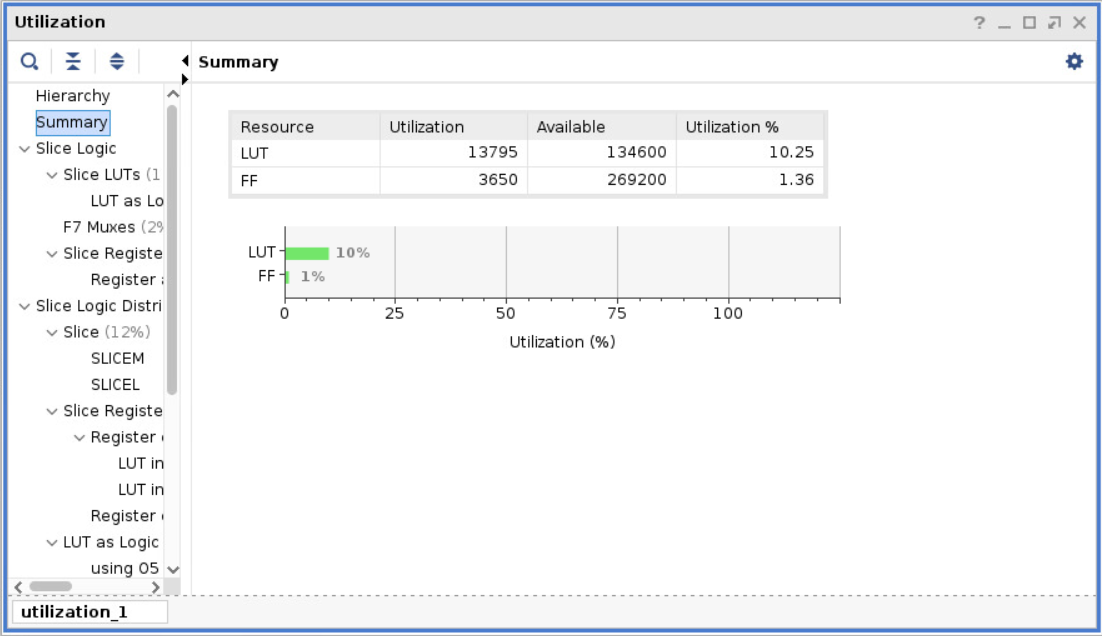 Utilization
Summary
Hierarchy
Summary
Slice Logic
Slice LUTs (1
LUT as Lo
F7 Muxes (2%
Slice Registe
Register
Slice Logic Distri
Slice (12%)
SLICEM
SLICEL
Slice Registe
Register
LUT in
LUT in
Register
LUT as Logic
using O5
Resource Utilization Available Utilization %
LUT 13795 134600 10.25
FF 3650 269200 1.36
LUT 10%
FF 1%
0 25 50 75 100
Utilization (%)
utilization_1